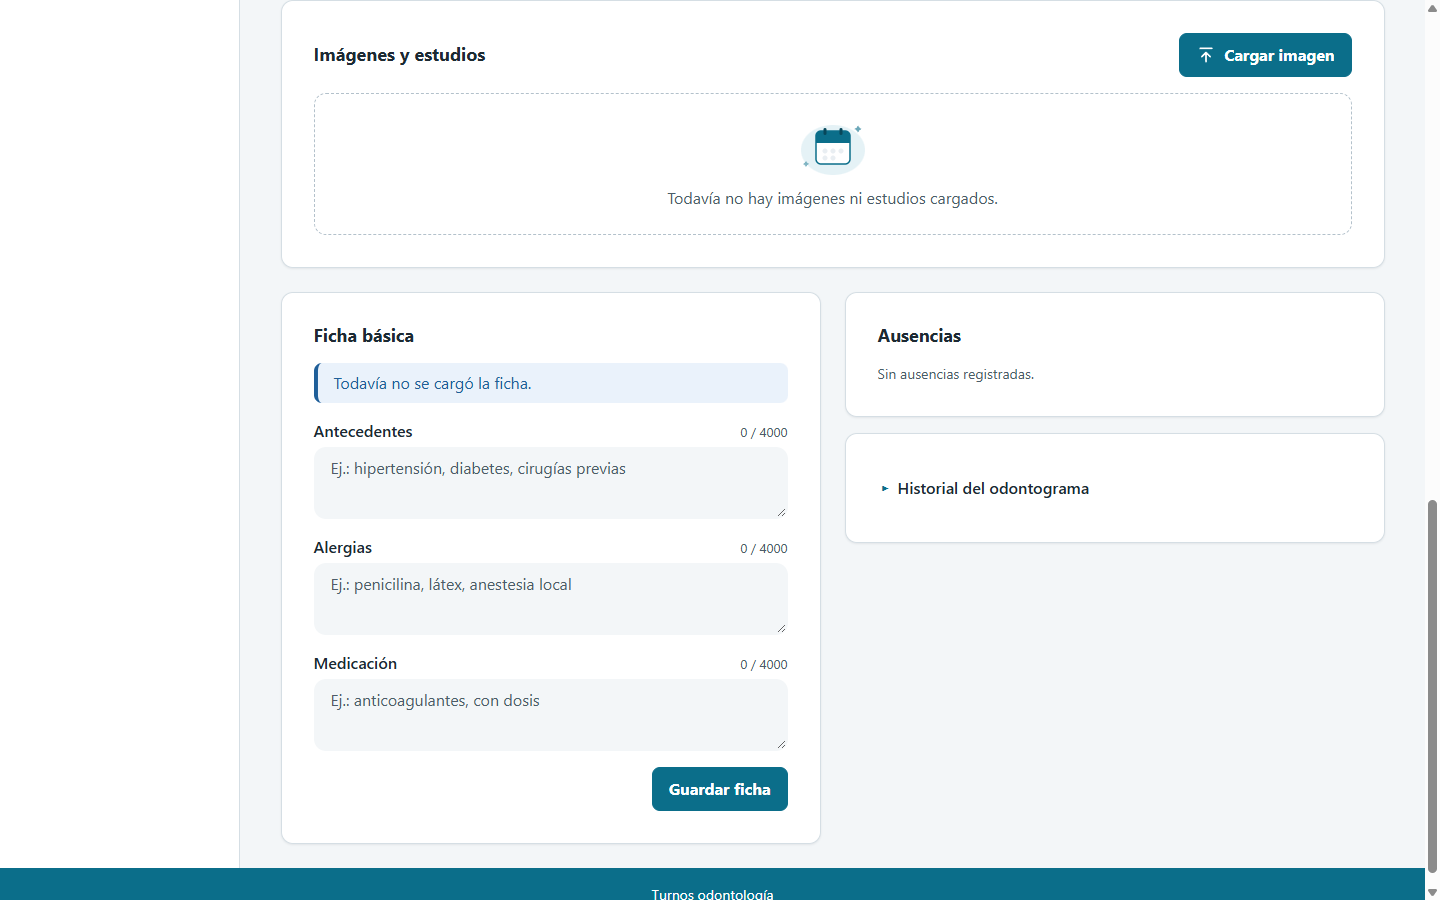 Imágenes y estudios
Cargar imagen
Todavía no hay imágenes ni estudios cargados.
Ficha básica
Todavía no se cargó la ficha.
Antecedentes
0 / 4000
Ej.: hipertensión, diabetes, cirugías previas
Alergias
0 / 4000
Ej.: penicilina, látex, anestesia local
Medicación
0 / 4000
Ej.: anticoagulantes, con dosis
Guardar ficha
Ausencias
Sin ausencias registradas.
Historial del odontograma
Turnos odontología